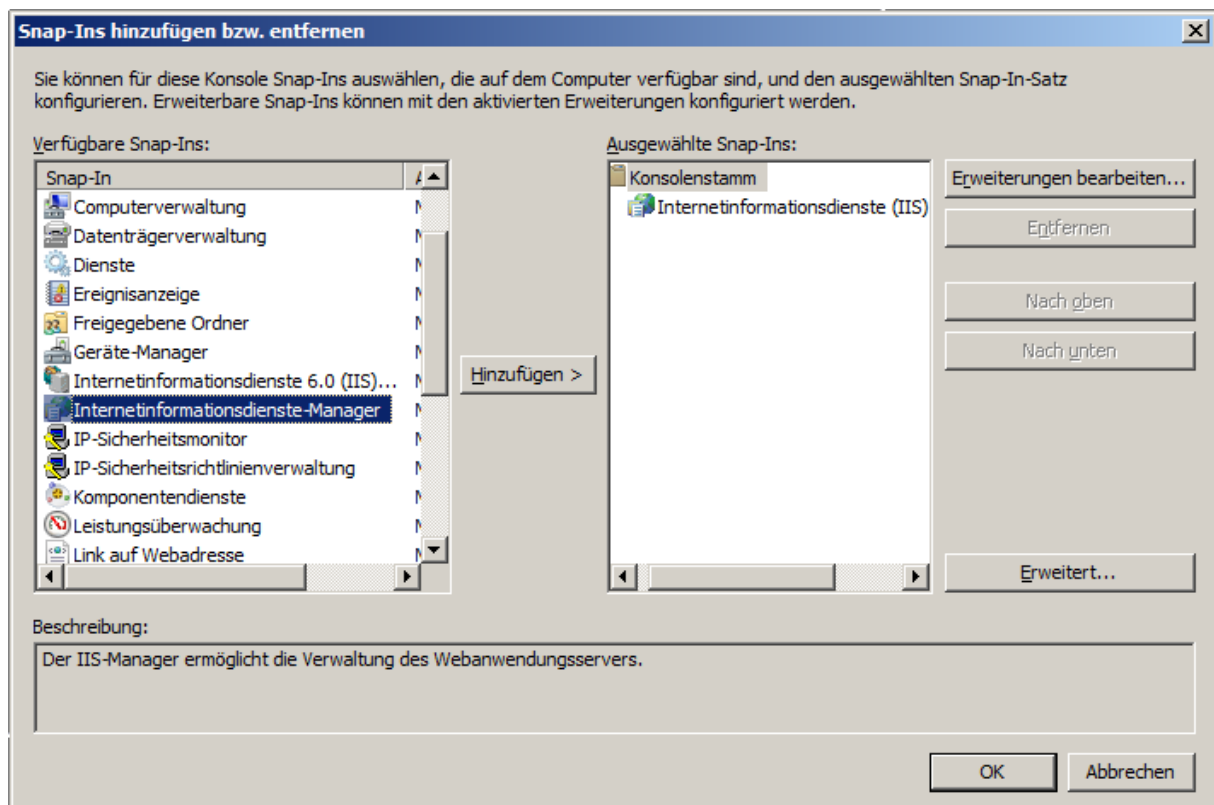 Snap-Ins hinzufügen bzw. entfernen
Sie können für diese Konsole Snap-Ins auswählen, die auf dem Computer verfügbar sind, und den ausgewählten Snap-In-Satz
konfigurieren. Erweiterbare Snap-Ins können mit den aktivierten Erweiterungen konfiguriert werden.
Verfügbare Snap-Ins:
Snap-In
Computerverwaltung
Datenträgerverwaltung
Dienste
Ereignisanzeige
Freigegebene Ordner
Geräte-Manager
Internetinformationsdienste 6.0 (IIS)...
Internetinformationsdienste-Manager
IP-Sicherheitsmonitor
IP-Sicherheitsrichtlinienverwaltung
Komponentendienste
Leistungsüberwachung
Link auf Webadresse
Hinzufügen >
Ausgewählte Snap-Ins:
Konsolenstamm
Internetinformationsdienste (IIS)
Erweiterungen bearbeiten...
Entfernen
Nach oben
Nach unten
Erweitert...
Beschreibung:
Der IIS-Manager ermöglicht die Verwaltung des Webanwendungsservers.
OK
Abbrechen